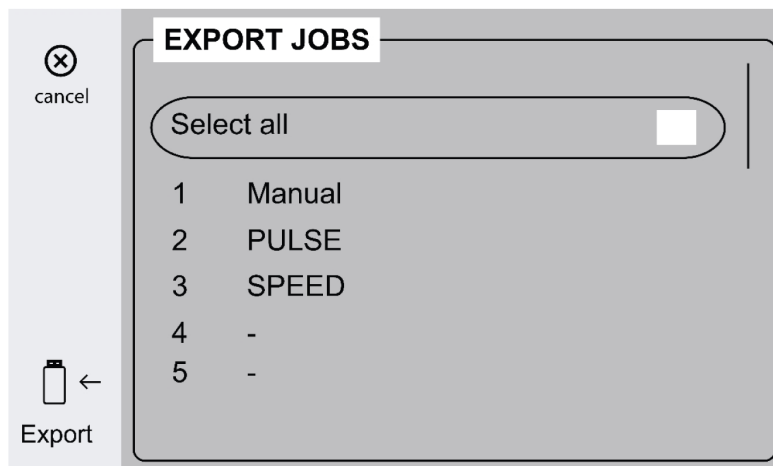 cancel
EXPORT JOBS
Select all
1 Manual
2 PULSE
3 SPEED
4 -
5 -
Export